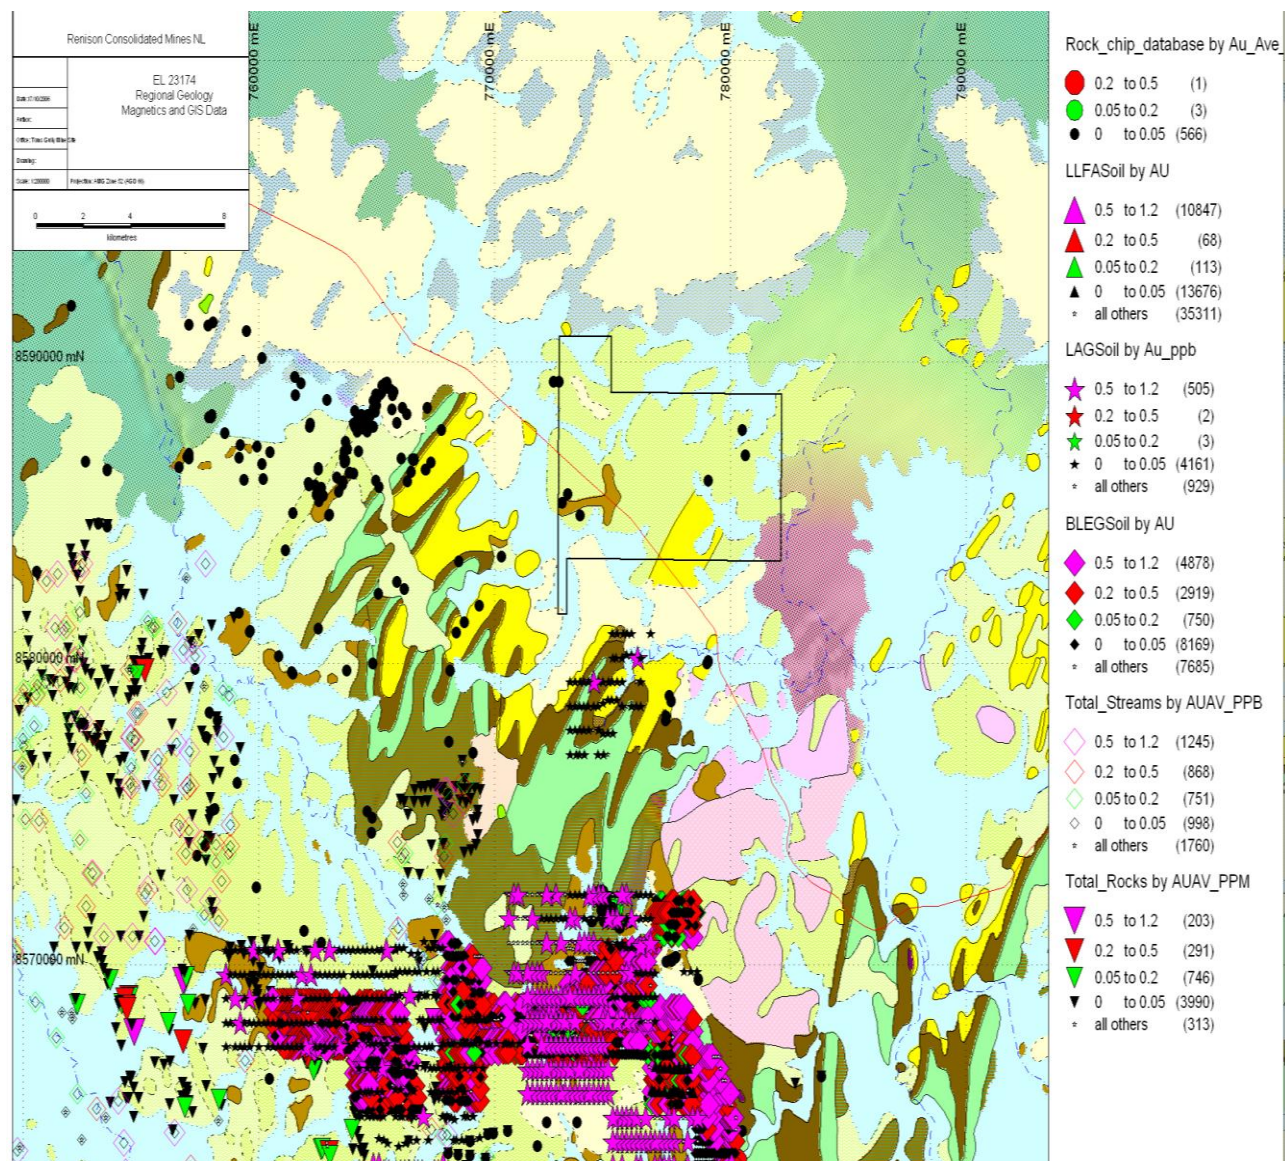 Renison Consolidated Mines NL
EL 23174
Regional Geology
Magnetics and GIS Data
Date:
Author:
Drawing:
0 2 4 8
kilometres
760000 mE
770000 mE
780000 mE
790000 mE
8590000 mN
8580000 mN
8570000 mN
Rock_chip_database by Au_Ave_
0.2 to 0.5 (1)
0.05 to 0.2 (3)
0 to 0.05 (566)
LLFASoil by AU
0.5 to 1.2 (10847)
0.2 to 0.5 (68)
0.05 to 0.2 (113)
0 to 0.05 (13676)
all others (35311)
LAGSoil by Au_ppb
0.5 to 1.2 (505)
0.2 to 0.5 (2)
0.05 to 0.2 (3)
0 to 0.05 (4161)
all others (929)
BLEGSoil by AU
0.5 to 1.2 (4878)
0.2 to 0.5 (2919)
0.05 to 0.2 (750)
0 to 0.05 (8169)
all others (7685)
Total_Streams by AUAV_PPB
0.5 to 1.2 (1245)
0.2 to 0.5 (868)
0.05 to 0.2 (751)
0 to 0.05 (998)
all others (1760)
Total_Rocks by AUAV_PPM
0.5 to 1.2 (203)
0.2 to 0.5 (291)
0.05 to 0.2 (746)
0 to 0.05 (3990)
all others (313)